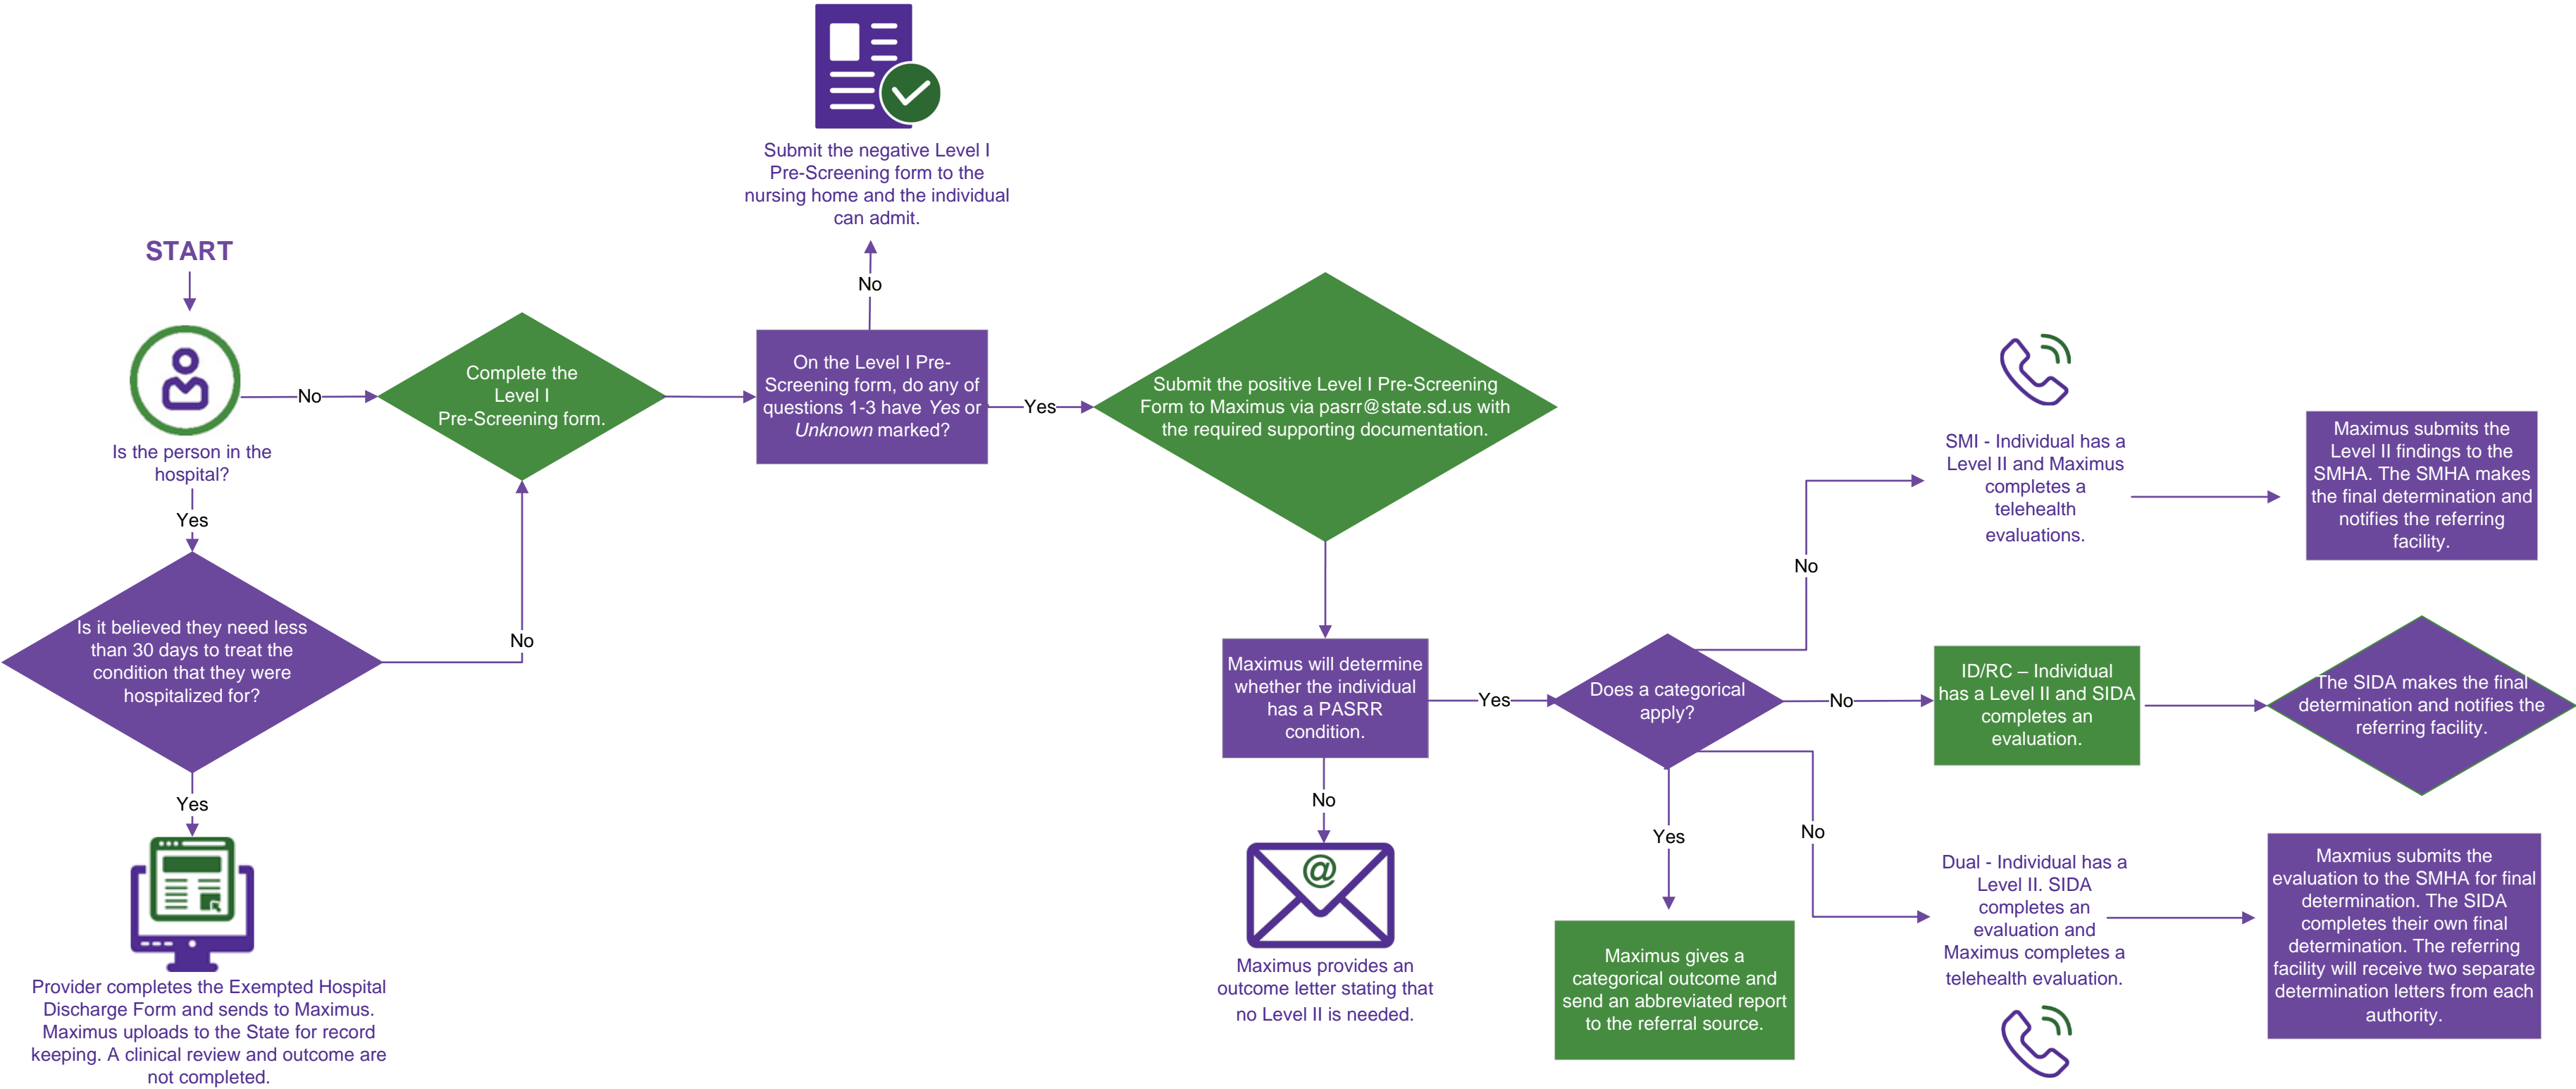 START
Is the person in the
hospital?
No
Yes
Is it believed they need less
than 30 days to treat the
condition that they were
hospitalized for?
No
Yes
Provider completes the Exempted Hospital
Discharge Form and sends to Maximus.
Maximus uploads to the State for record
keeping. A clinical review and outcome are
not completed.
Complete the
Level I
Pre-Screening form.
On the Level I Pre-
Screening form, do any of
questions 1-3 have Yes or
Unknown marked?
No
Submit the negative Level I
Pre-Screening form to the
nursing home and the individual
can admit.
Yes
Submit the positive Level I Pre-Screening
Form to Maximus via pasrr@state.sd.us with
the required supporting documentation.
Maximus will determine
whether the individual
has a PASRR
condition.
No
@
Maximus provides an
outcome letter stating that
no Level II is needed.
Yes
Does a categorical
apply?
Yes
Maximus gives a
categorical outcome and
send an abbreviated report
to the referral source.
No
SMI - Individual has a
Level II and Maximus
completes a
telehealth
evaluations.
Maximus submits the
Level II findings to the
SMHA. The SMHA makes
the final determination and
notifies the referring
facility.
No
ID/RC – Individual
has a Level II and SIDA
completes an
evaluation.
The SIDA makes the final
determination and notifies the
referring facility.
No
Dual - Individual has a
Level II. SIDA
completes an
evaluation and
Maximus completes a
telehealth evaluation.
Maxmius submits the
evaluation to the SMHA for final
determination. The SIDA
completes their own final
determination. The referring
facility will receive two separate
determination letters from each
authority.